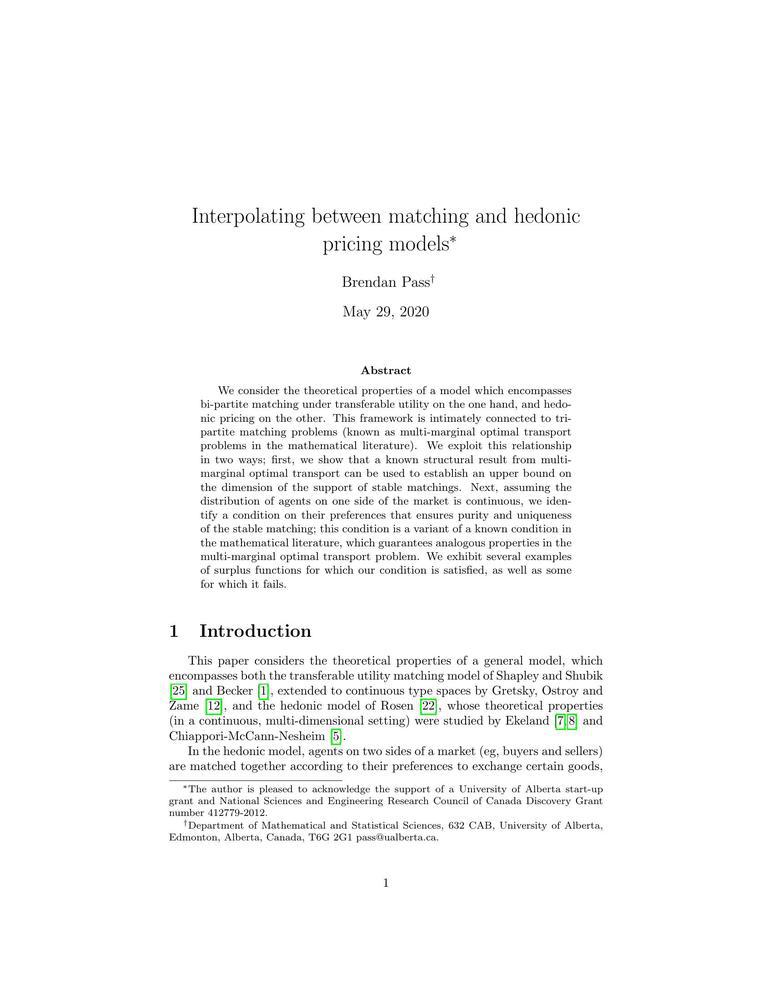 Interpolating between matching and hedonic
pricing models*
Brendan Pass†
May 29, 2020
Abstract
We consider the theoretical properties of a model which encompasses
bi-partite matching under transferable utility on the one hand, and hedo-
nic pricing on the other. This framework is intimately connected to tri-
partite matching problems (known as multi-marginal optimal transport
problems in the mathematical literature). We exploit this relationship
in two ways; first, we show that a known structural result from multi-
marginal optimal transport can be used to establish an upper bound on
the dimension of the support of stable matchings. Next, assuming the
distribution of agents on one side of the market is continuous, we iden-
tify a condition on their preferences that ensures purity and uniqueness
of the stable matching; this condition is a variant of a known condition in
the mathematical literature, which guarantees analogous properties in the
multi-marginal optimal transport problem. We exhibit several examples
of surplus functions for which our condition is satisfied, as well as some
for which it fails.
1 Introduction
This paper considers the theoretical properties of a general model, which
encompasses both the transferable utility matching model of Shapley and Shubik
[25] and Becker [1], extended to continuous type spaces by Gretsky, Ostroy and
Zame [12], and the hedonic model of Rosen [22], whose theoretical properties
(in a continuous, multi-dimensional setting) were studied by Ekeland [7][8] and
Chiappori-McCann-Nesheim [5].
In the hedonic model, agents on two sides of a market (eg, buyers and sellers)
are matched together according to their preferences to exchange certain goods,
*The author is pleased to acknowledge the support of a University of Alberta start-up
grant and National Sciences and Engineering Research Council of Canada Discovery Grant
number 412779-2012.
†Department of Mathematical and Statistical Sciences, 632 CAB, University of Alberta,
Edmonton, Alberta, Canada, T6G 2G1 pass@ualberta.ca.
1